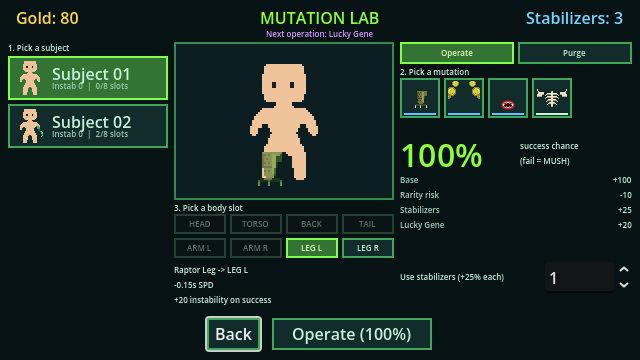 Gold: 80
MUTATION LAB
Stabilizers: 3
Next operation: Lucky Gene
1. Pick a subject
Subject 01
Instab 0 | 0/8 slots
Subject 02
Instab 0 | 2/8 slots
Operate
Purge
2. Pick a mutation
100%
success chance
(fail = MUSH)
Base +100
Rarity risk -10
Stabilizers +25
Lucky Gene +20
3. Pick a body slot
HEAD TORSO BACK TAIL
ARM L ARM R LEG L LEG R
Raptor Leg -> LEG L
-0.15s SPD
+20 instability on success
Use stabilizers (+25% each)
1
Back
Operate (100%)